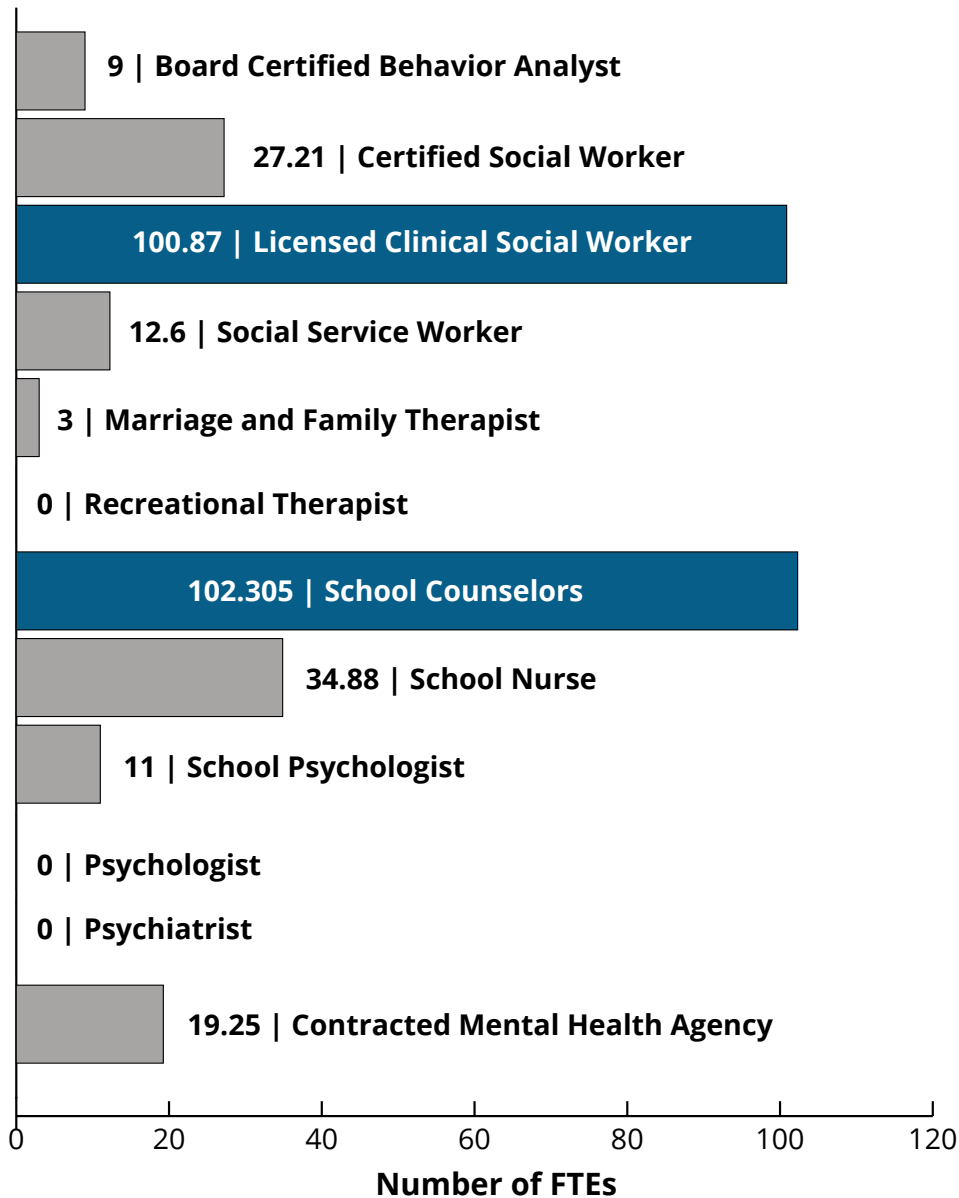 9 | Board Certified Behavior Analyst
27.21 | Certified Social Worker
100.87 | Licensed Clinical Social Worker
12.6 | Social Service Worker
3 | Marriage and Family Therapist
0 | Recreational Therapist
102.305 | School Counselors
34.88 | School Nurse
11 | School Psychologist
0 | Psychologist
0 | Psychiatrist
19.25 | Contracted Mental Health Agency
0 20 40 60 80 100 120
Number of FTEs